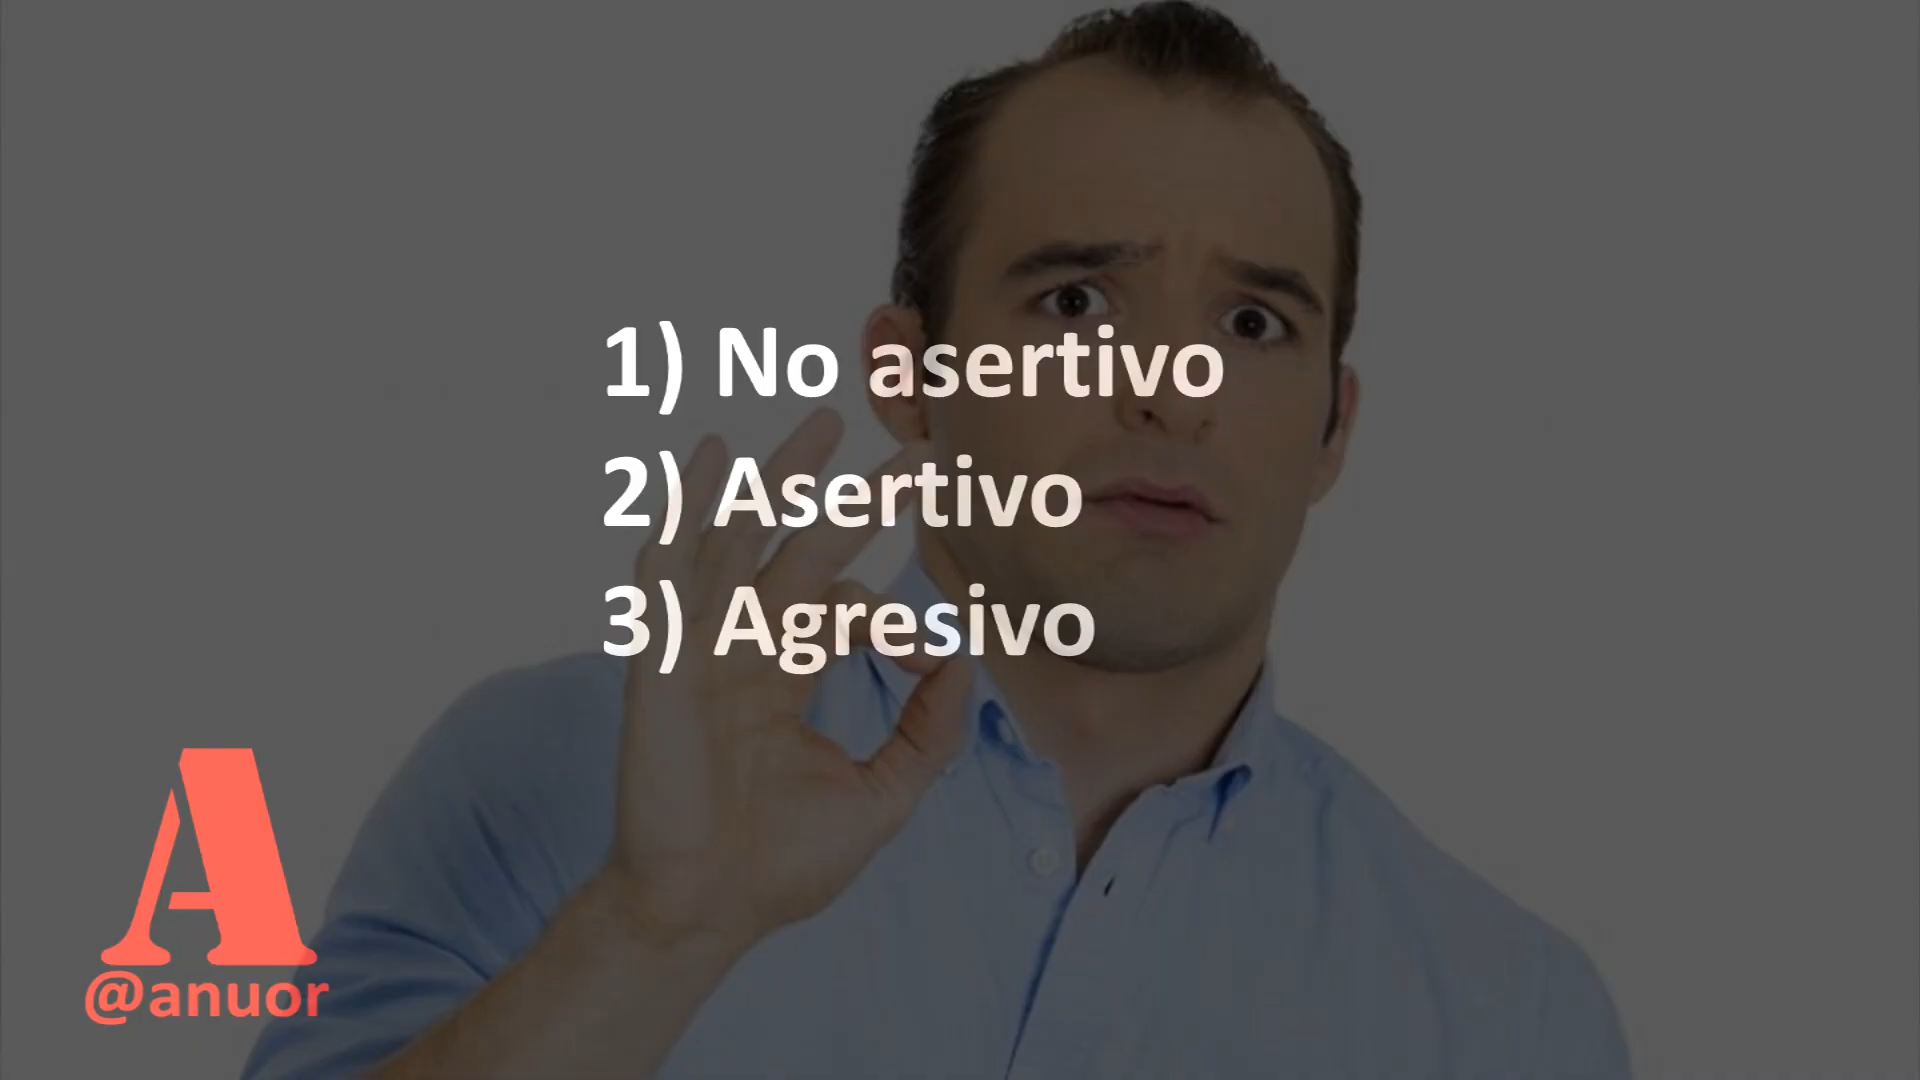 1) No asertivo
2) Asertivo
3) Agresivo
A
@anuor